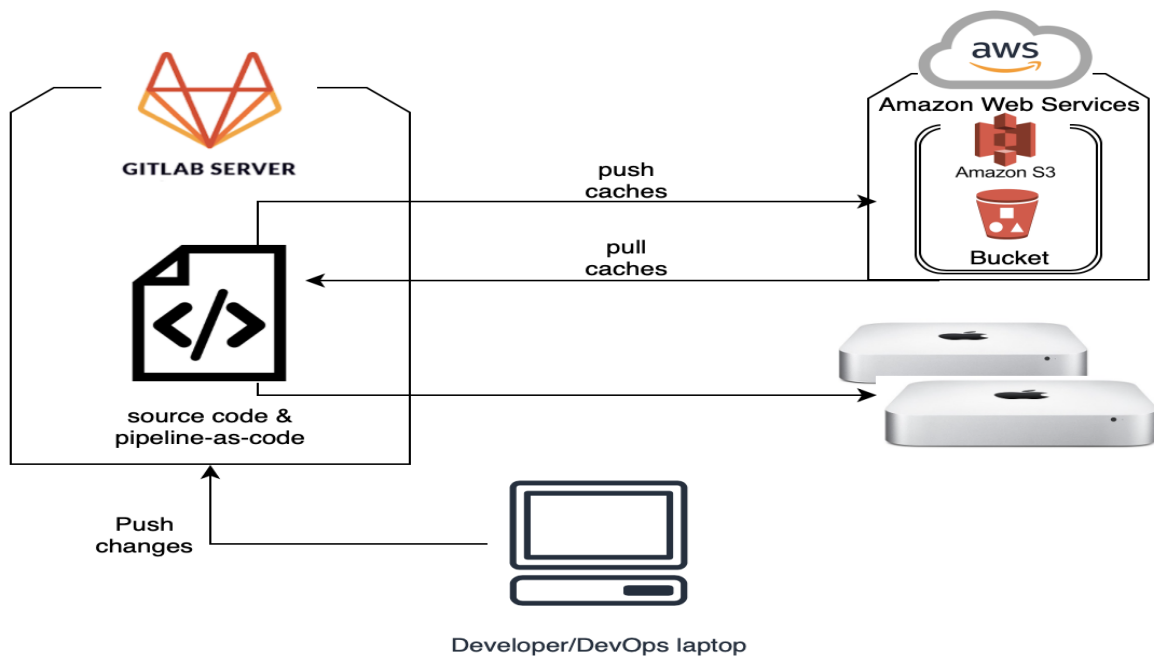 GITLAB SERVER
source code &
pipeline-as-code
push
caches
pull
caches
aws
Amazon Web Services
Amazon S3
Bucket
Push
changes
Developer/DevOps laptop